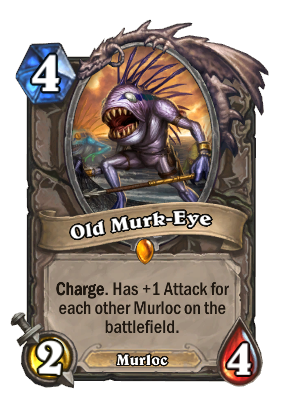 4
Old Murk-Eye
Charge. Has +1 Attack for
each other Murloc on the
battlefield.
2
Murloc
4